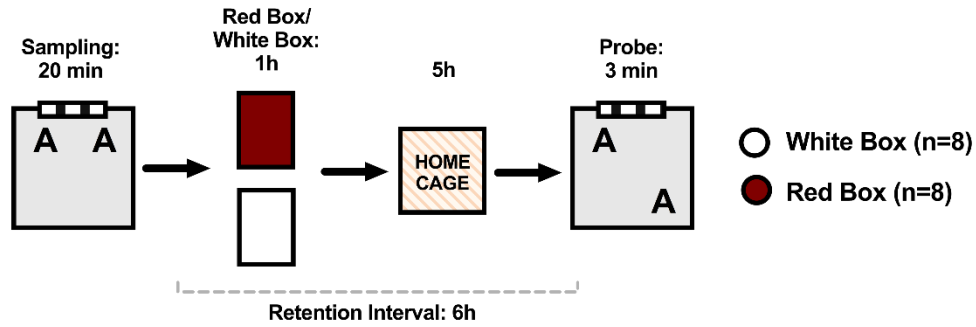 Sampling:
20 min
Red Box/
White Box:
1h
5h
Probe:
3 min
A A
HOME
CAGE
A
A
White Box (n=8)
Red Box (n=8)
Retention Interval: 6h